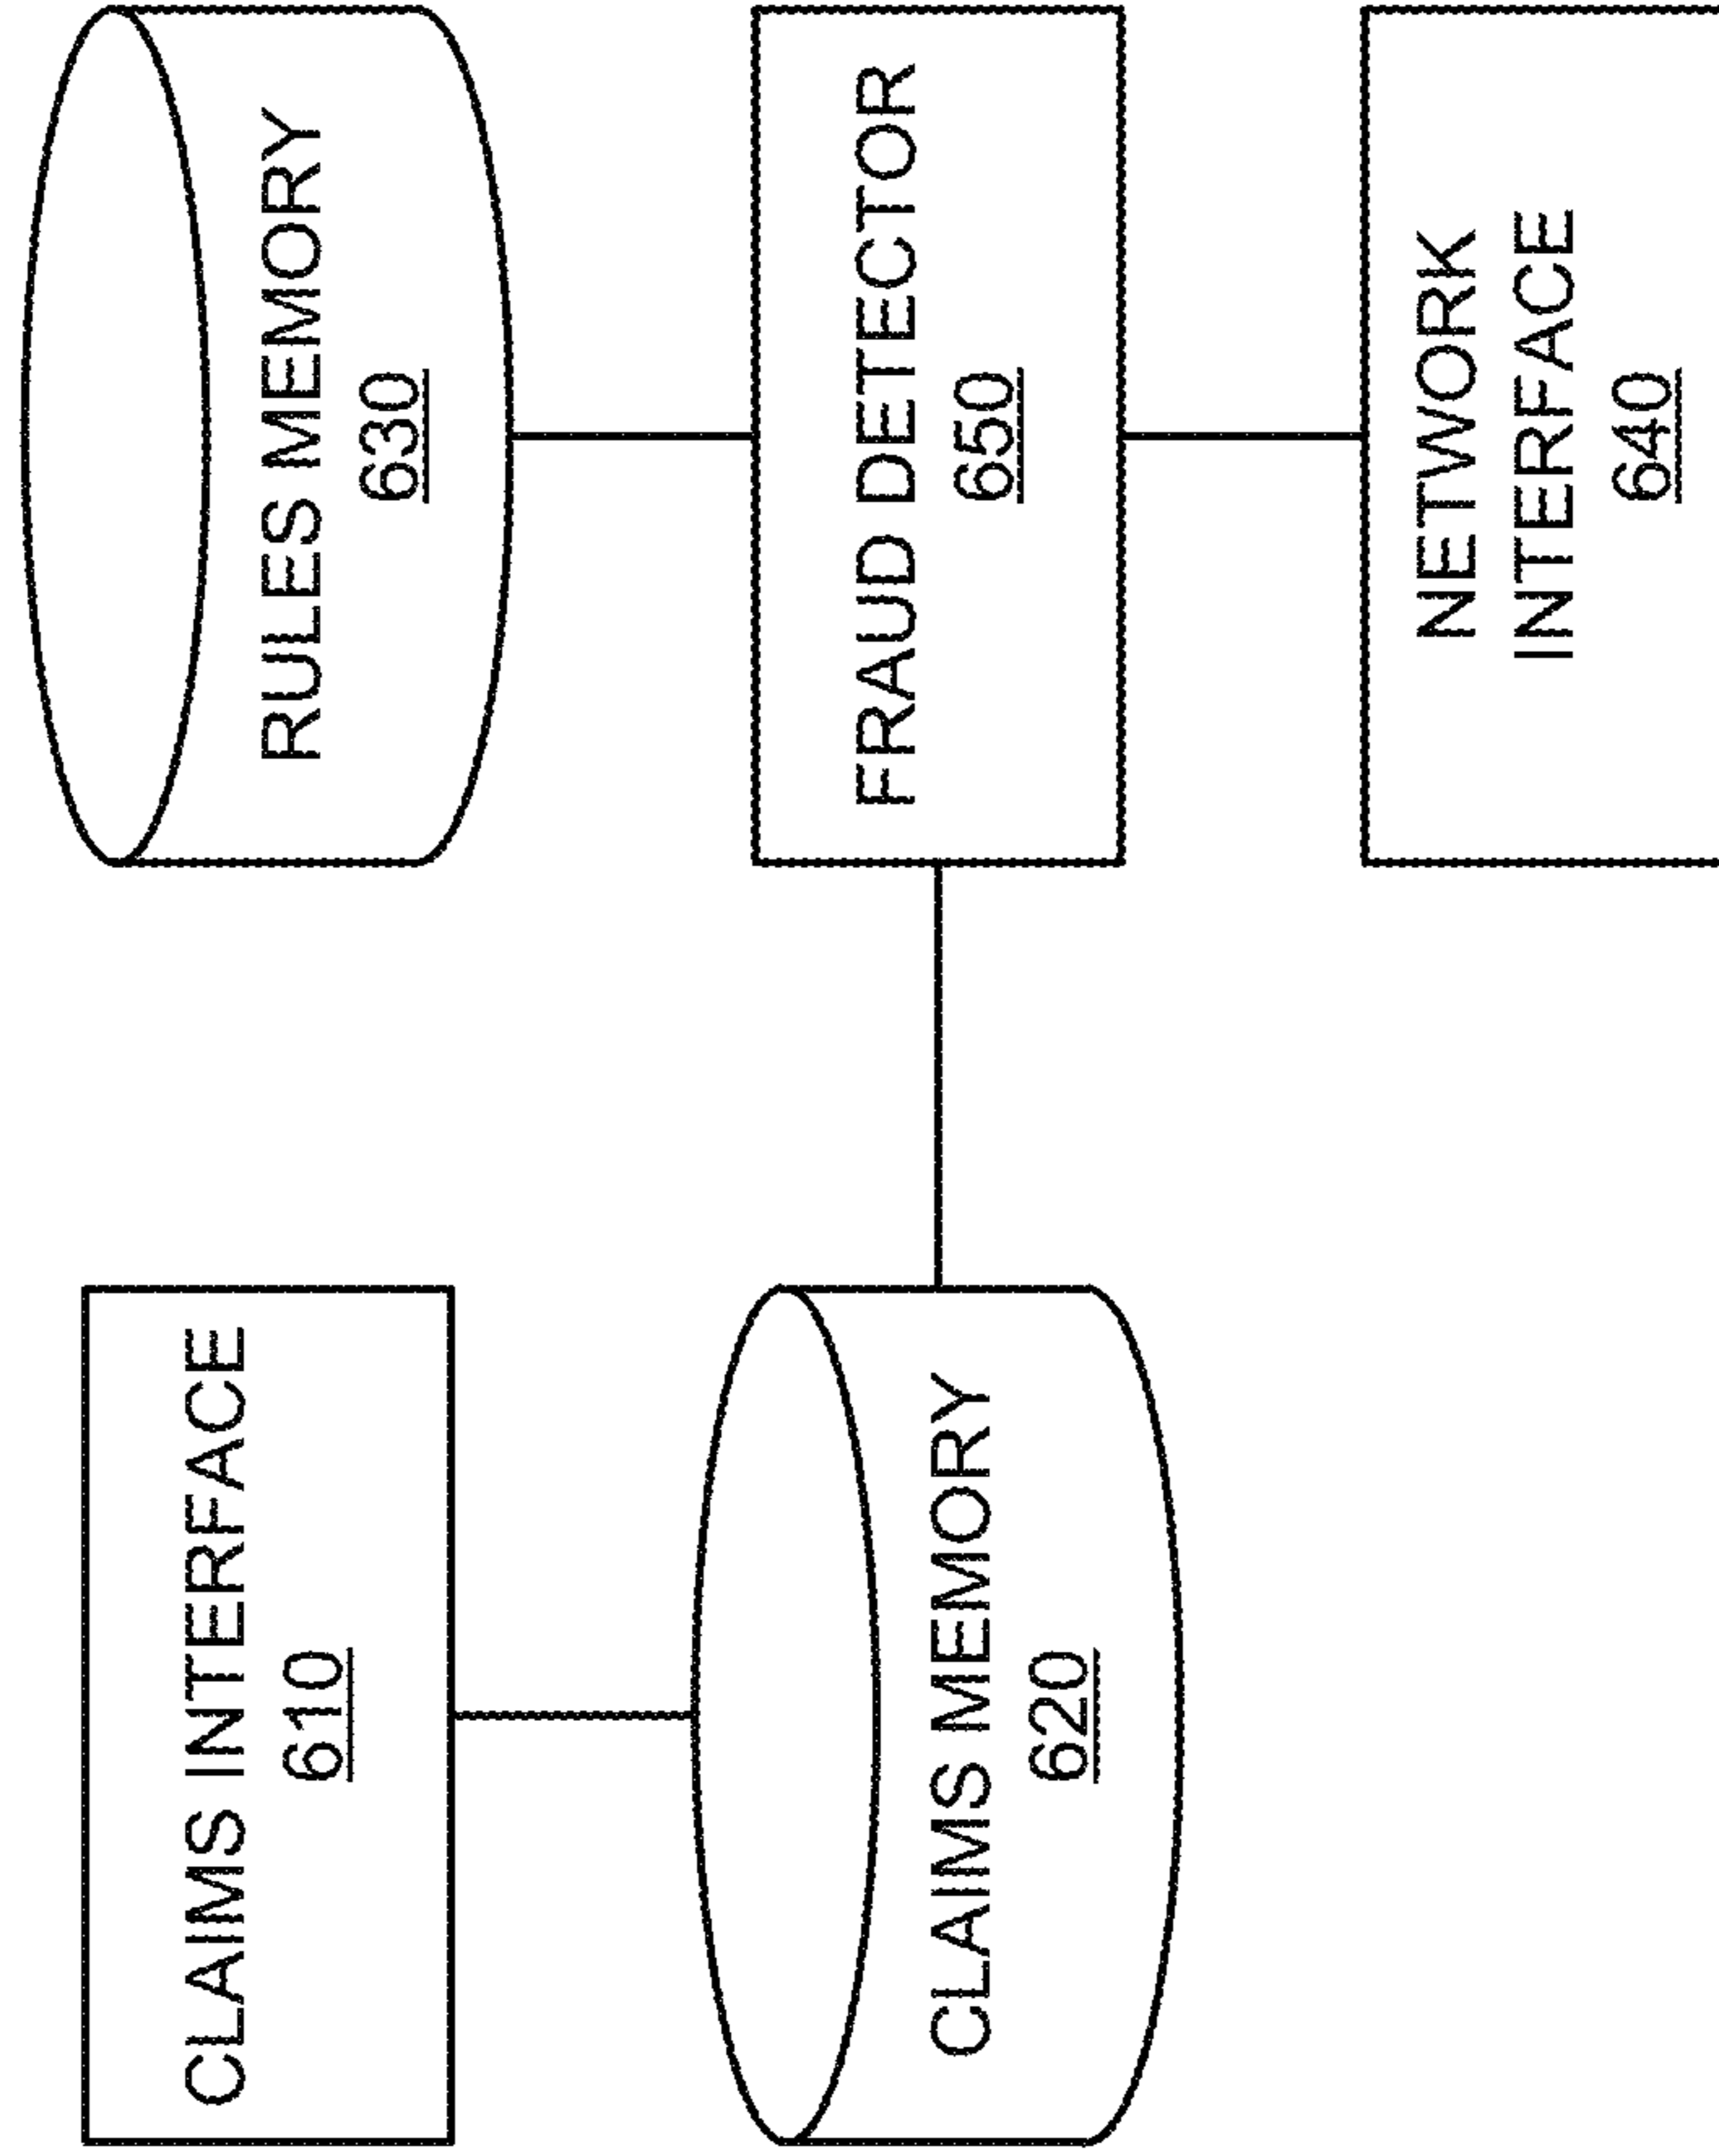 CLAIMS INTERFACE
610
CLAIMS MEMORY
620
RULES MEMORY
630
FRAUD DETECTOR
650
NETWORK
INTERFACE
640